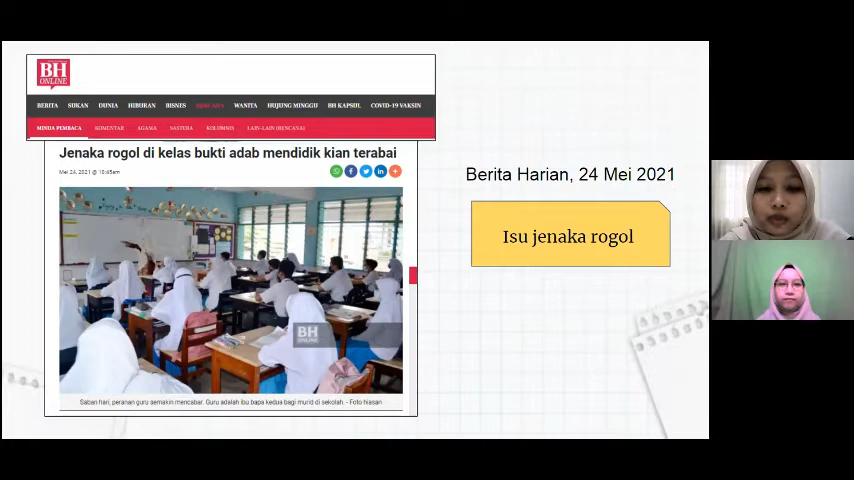 BH
ONLINE
BERITA SUKAN DUNIA HIBURAN BISNES RENCANA WANITA HUJUNG MINGGU BH KAPSUL COVID-19 VAKSIN
MINDA PEMBACA KOMENTAR AGAMA SASTERA KOLUMNIS LAIN-LAIN (RENCANA)
Jenaka rogol di kelas bukti adab mendidik kian terabai
Mei 24, 2021 @ 10:45am
BH
ONLINE
Saban hari, peranan guru semakin mencabar. Guru adalah ibu bapa kedua bagi murid di sekolah. - Foto hiasan
Berita Harian, 24 Mei 2021
Isu jenaka rogol